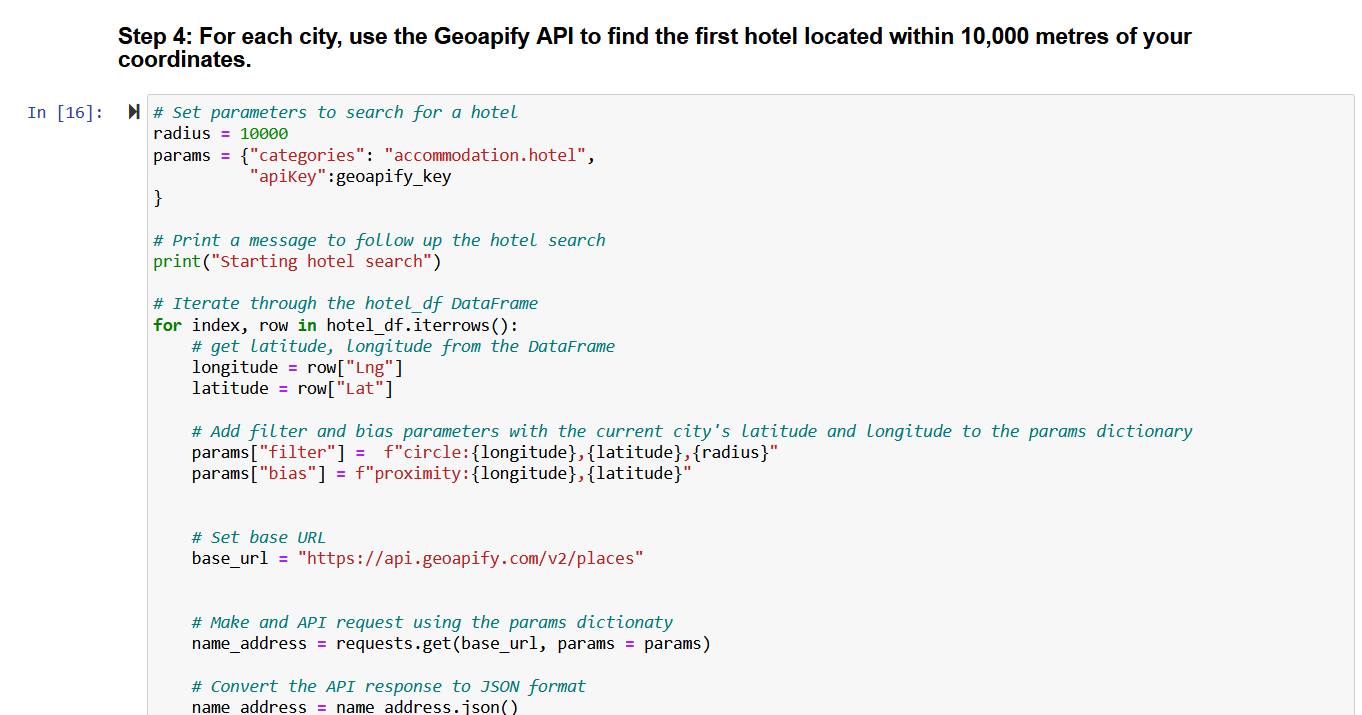 Step 4: For each city, use the Geoapify API to find the first hotel located within 10,000 metres of your
coordinates.
In [16]:
# Set parameters to search for a hotel
radius = 10000
params = {"categories": "accommodation.hotel",
          "apiKey":geoapify_key
}
# Print a message to follow up the hotel search
print("Starting hotel search")
# Iterate through the hotel_df DataFrame
for index, row in hotel_df.iterrows():
    # get latitude, longitude from the DataFrame
    longitude = row["Lng"]
    latitude = row["Lat"]
    # Add filter and bias parameters with the current city's latitude and longitude to the params dictionary
    params["filter"] =  f"circle:{longitude},{latitude},{radius}"
    params["bias"] = f"proximity:{longitude},{latitude}"
    # Set base URL
    base_url = "https://api.geoapify.com/v2/places"
    # Make and API request using the params dictionaty
    name_address = requests.get(base_url, params = params)
    # Convert the API response to JSON format
    name_address = name_address.json()